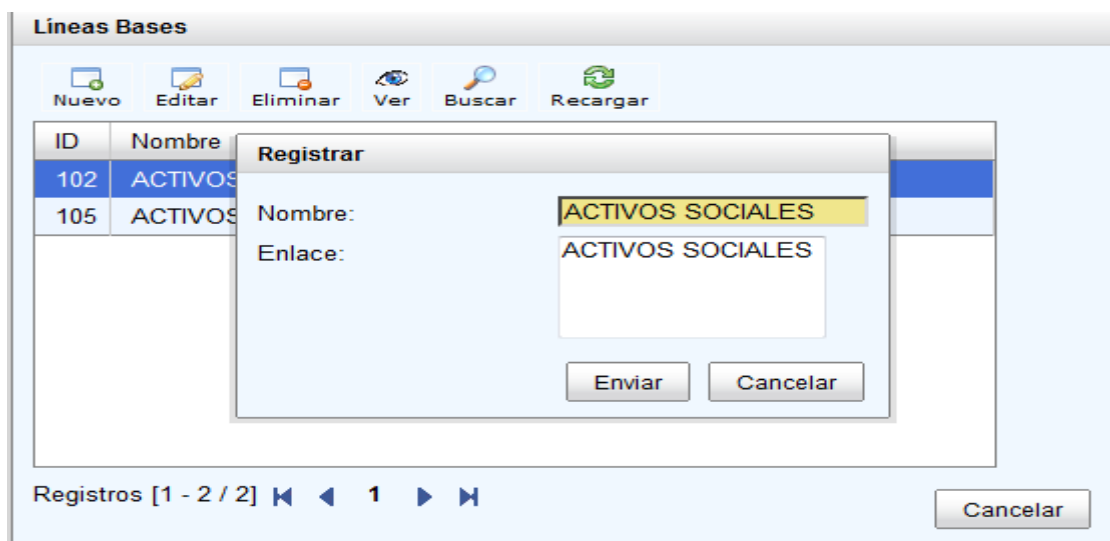 Líneas Bases
Nuevo Editar Eliminar Ver Buscar Recargar
ID Nombre
102 ACTIVOS
105 ACTIVOS
Registrar
Nombre: ACTIVOS SOCIALES
Enlace: ACTIVOS SOCIALES
Enviar Cancelar
Registros [1 - 2 / 2] 1
Cancelar